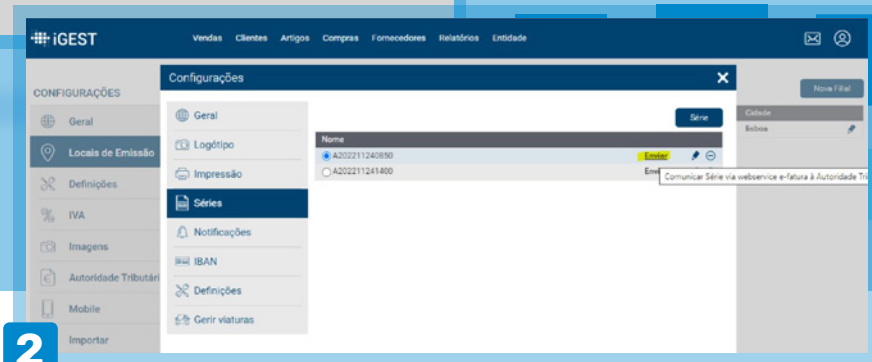 iGEST
Vendas Clientes Artigos Compras Fornecedores Relatórios Entidade
CONFIGURAÇÕES
Geral
Locais de Emissão
Definições
IVA
Imagens
Autoridade Tributári
Mobile
Importar
Configurações
Geral
Logótipo
Impressão
Séries
Notificações
IBAN
Definições
Gerir viaturas
Série
Nome
A202211240850 Enviar
A202211241400
Comunicar Série via webservice e-fatura à Autoridade Tri
Nova Filial
Cidade
lisboa
2